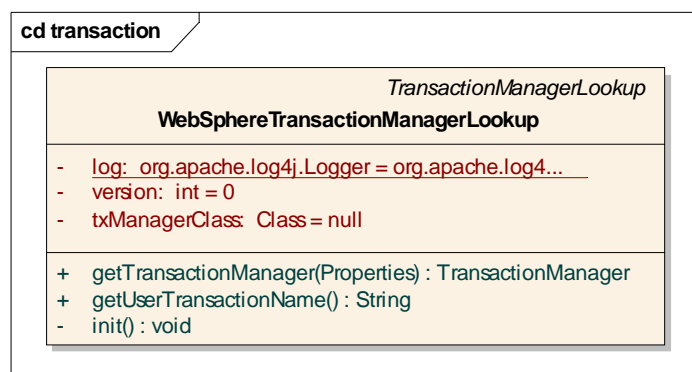 cd transaction
TransactionManagerLookup
WebSphereTransactionManagerLookup
- log: org.apache.log4j.Logger = org.apache.log4...
- version: int = 0
- txManagerClass: Class = null
+ getTransactionManager(Properties) : TransactionManager
+ getUserTransactionName() : String
- init() : void